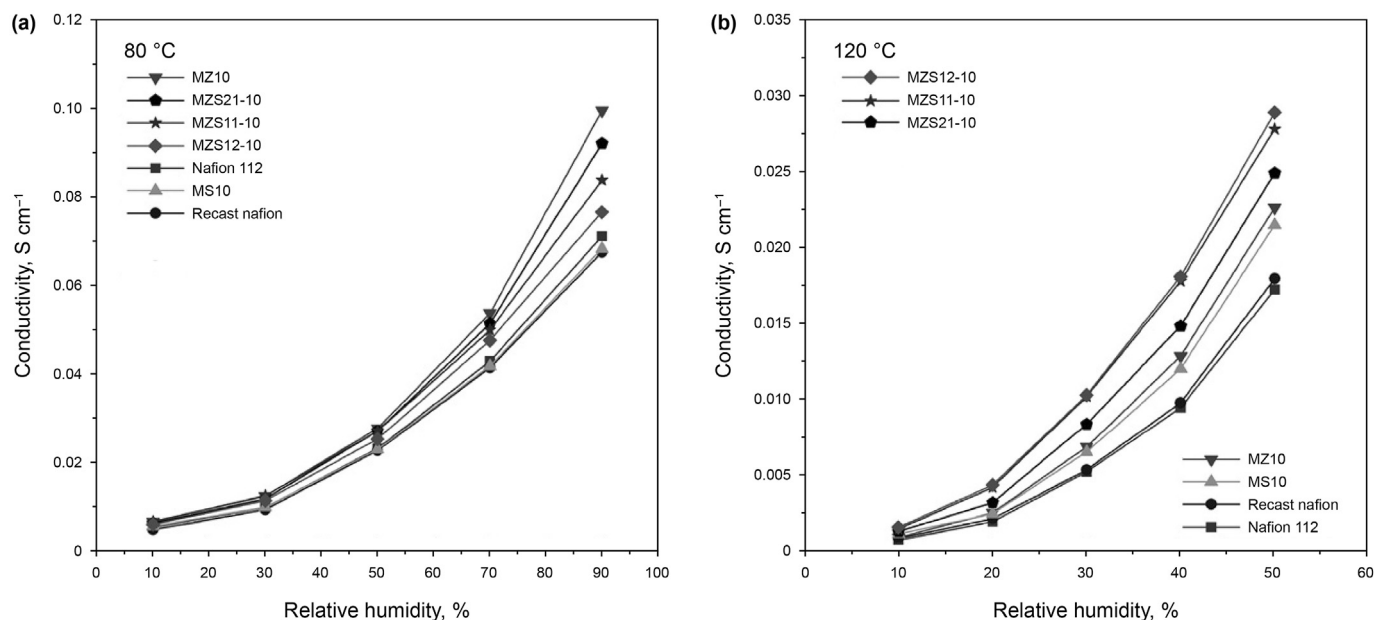 (a)
80 °C
MZ10
MZS21-10
MZS11-10
MZS12-10
Nafion 112
MS10
Recast nafion
Conductivity, S cm⁻¹
0.12
0.10
0.08
0.06
0.04
0.02
0
0 10 20 30 40 50 60 70 80 90 100
Relative humidity, %
(b)
120 °C
MZS12-10
MZS11-10
MZS21-10
MZ10
MS10
Recast nafion
Nafion 112
Conductivity, S cm⁻¹
0.035
0.030
0.025
0.020
0.015
0.010
0.005
0
0 10 20 30 40 50 60
Relative humidity, %